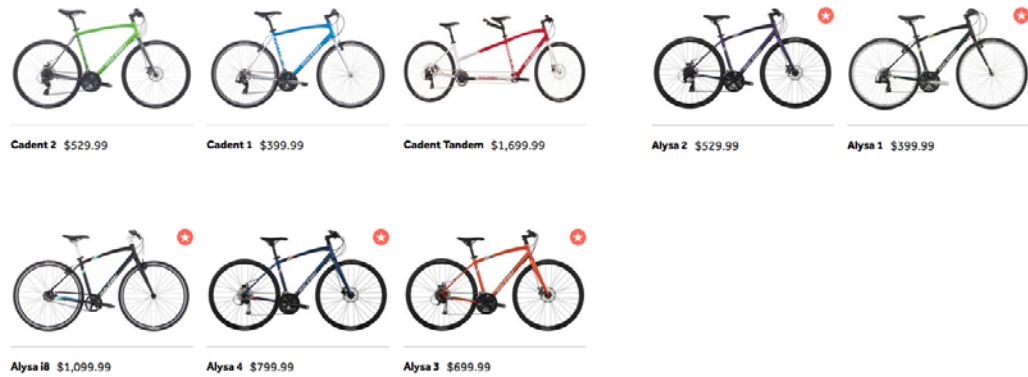 Cadent 2 $529.99
Cadent 1 $399.99
Cadent Tandem $1,699.99
Alysa 2 $529.99
Alysa 1 $399.99
Alysa i8 $1,099.99
Alysa 4 $799.99
Alysa 3 $699.99